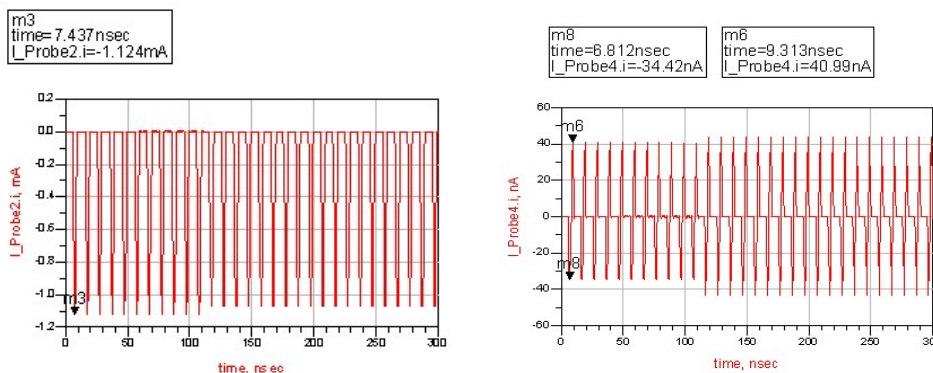 m3
time=7.437nsec
I_Probe2.i=-1.124mA
m8
time=6.812nsec
I_Probe4.i=-34.42nA
m6
time=9.313nsec
I_Probe4.i=40.99nA
0.2
0.0
-0.2
-0.4
-0.6
-0.8
-1.0
-1.2
I_Probe2.i, mA
m3
0
50
100
150
200
250
300
time, nsec
60
40
20
0
-20
-40
-60
I_Probe4.i, nA
m6
m8
0
50
100
150
200
250
300
time, nsec